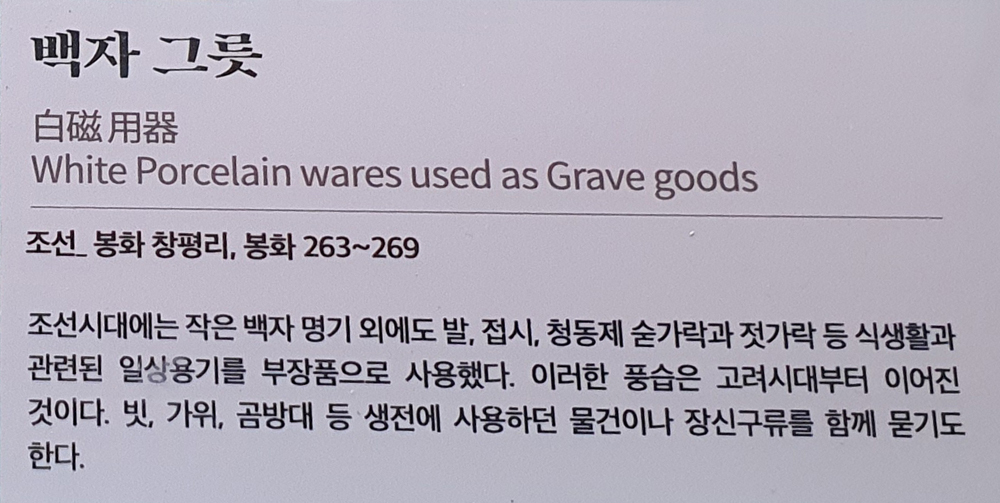 백자 그릇
白磁用器
White Porcelain wares used as Grave goods
조선_ 봉화 창평리, 봉화 263~269
조선시대에는 작은 백자 명기 외에도 발, 접시, 청동제 숟가락과 젓가락 등 식생활과
관련된 일상용기를 부장품으로 사용했다. 이러한 풍습은 고려시대부터 이어진
것이다. 빗, 가위, 곰방대 등 생전에 사용하던 물건이나 장신구류를 함께 묻기도
한다.